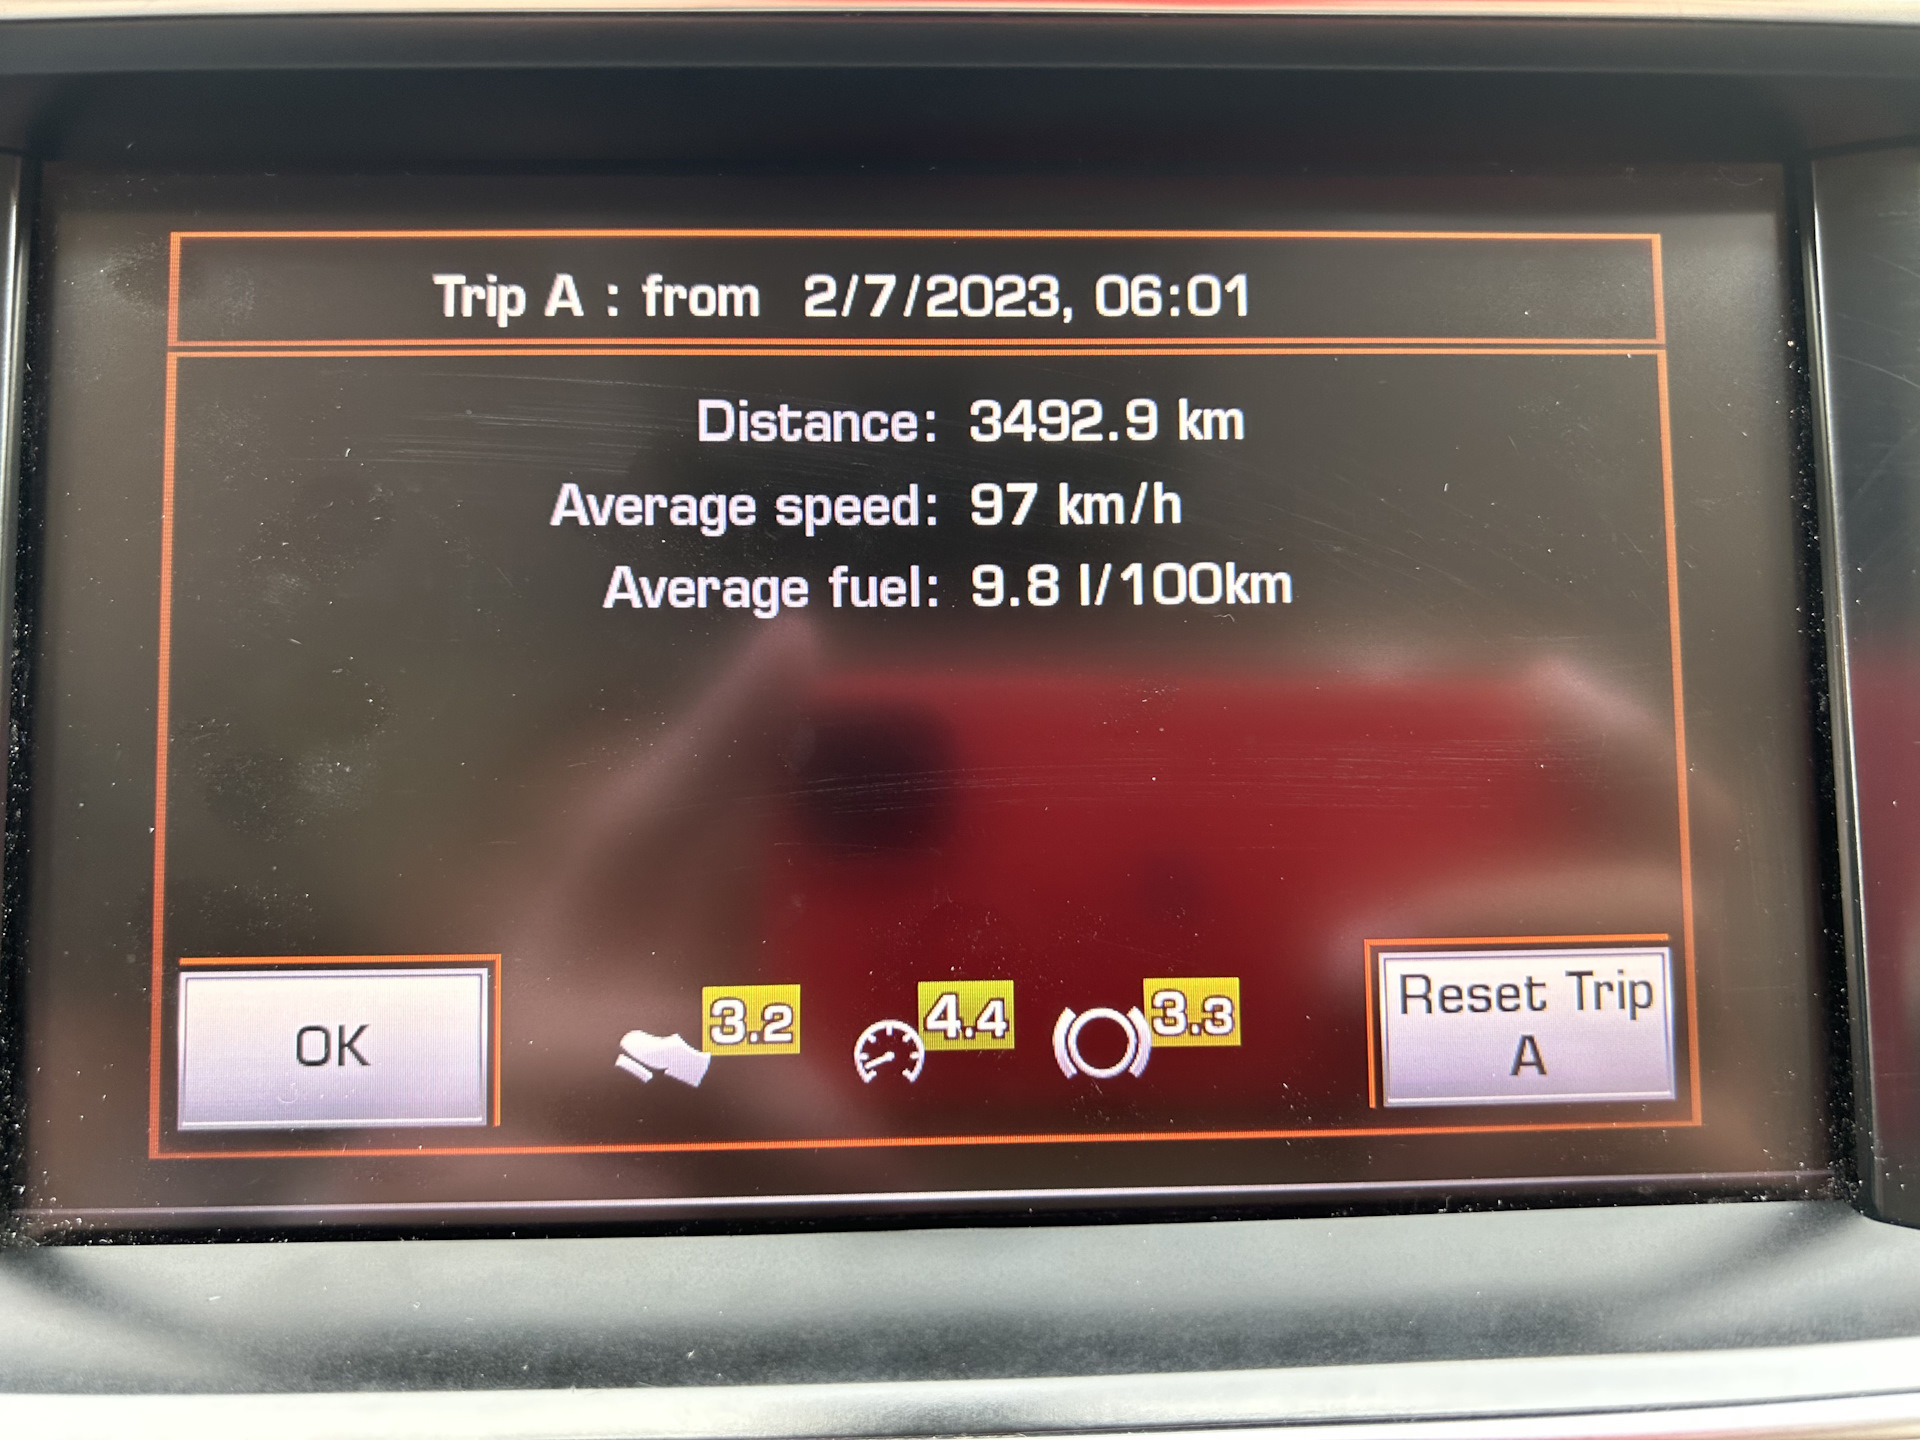 Trip A : from 2/7/2023, 06:01
Distance: 3492.9 km
Average speed: 97 km/h
Average fuel: 9.8 l/100km
OK
3.2
4.4
3.3
Reset Trip
A